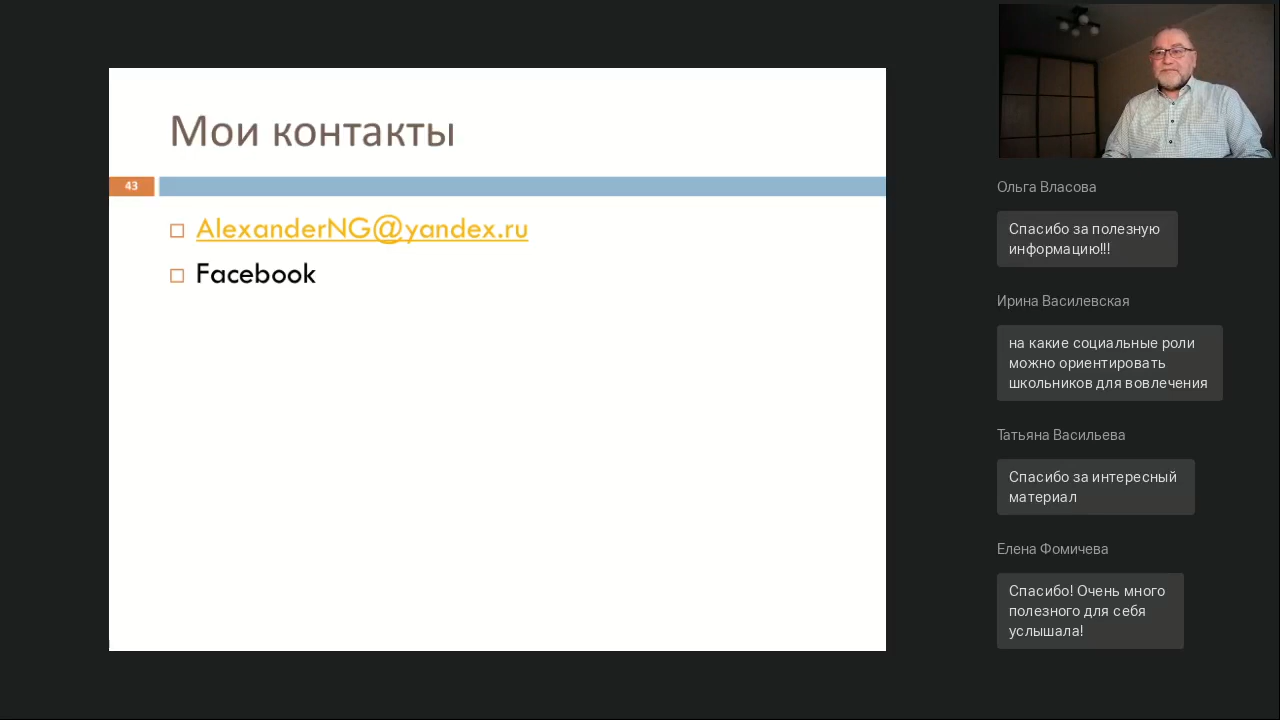 Мои контакты
43
AlexanderNG@yandex.ru
Facebook
Ольга Власова
Спасибо за полезную
информацию!!!
Ирина Василевская
на какие социальные роли
можно ориентировать
школьников для вовлечения
Татьяна Васильева
Спасибо за интересный
материал
Елена Фомичева
Спасибо! Очень много
полезного для себя
услышала!